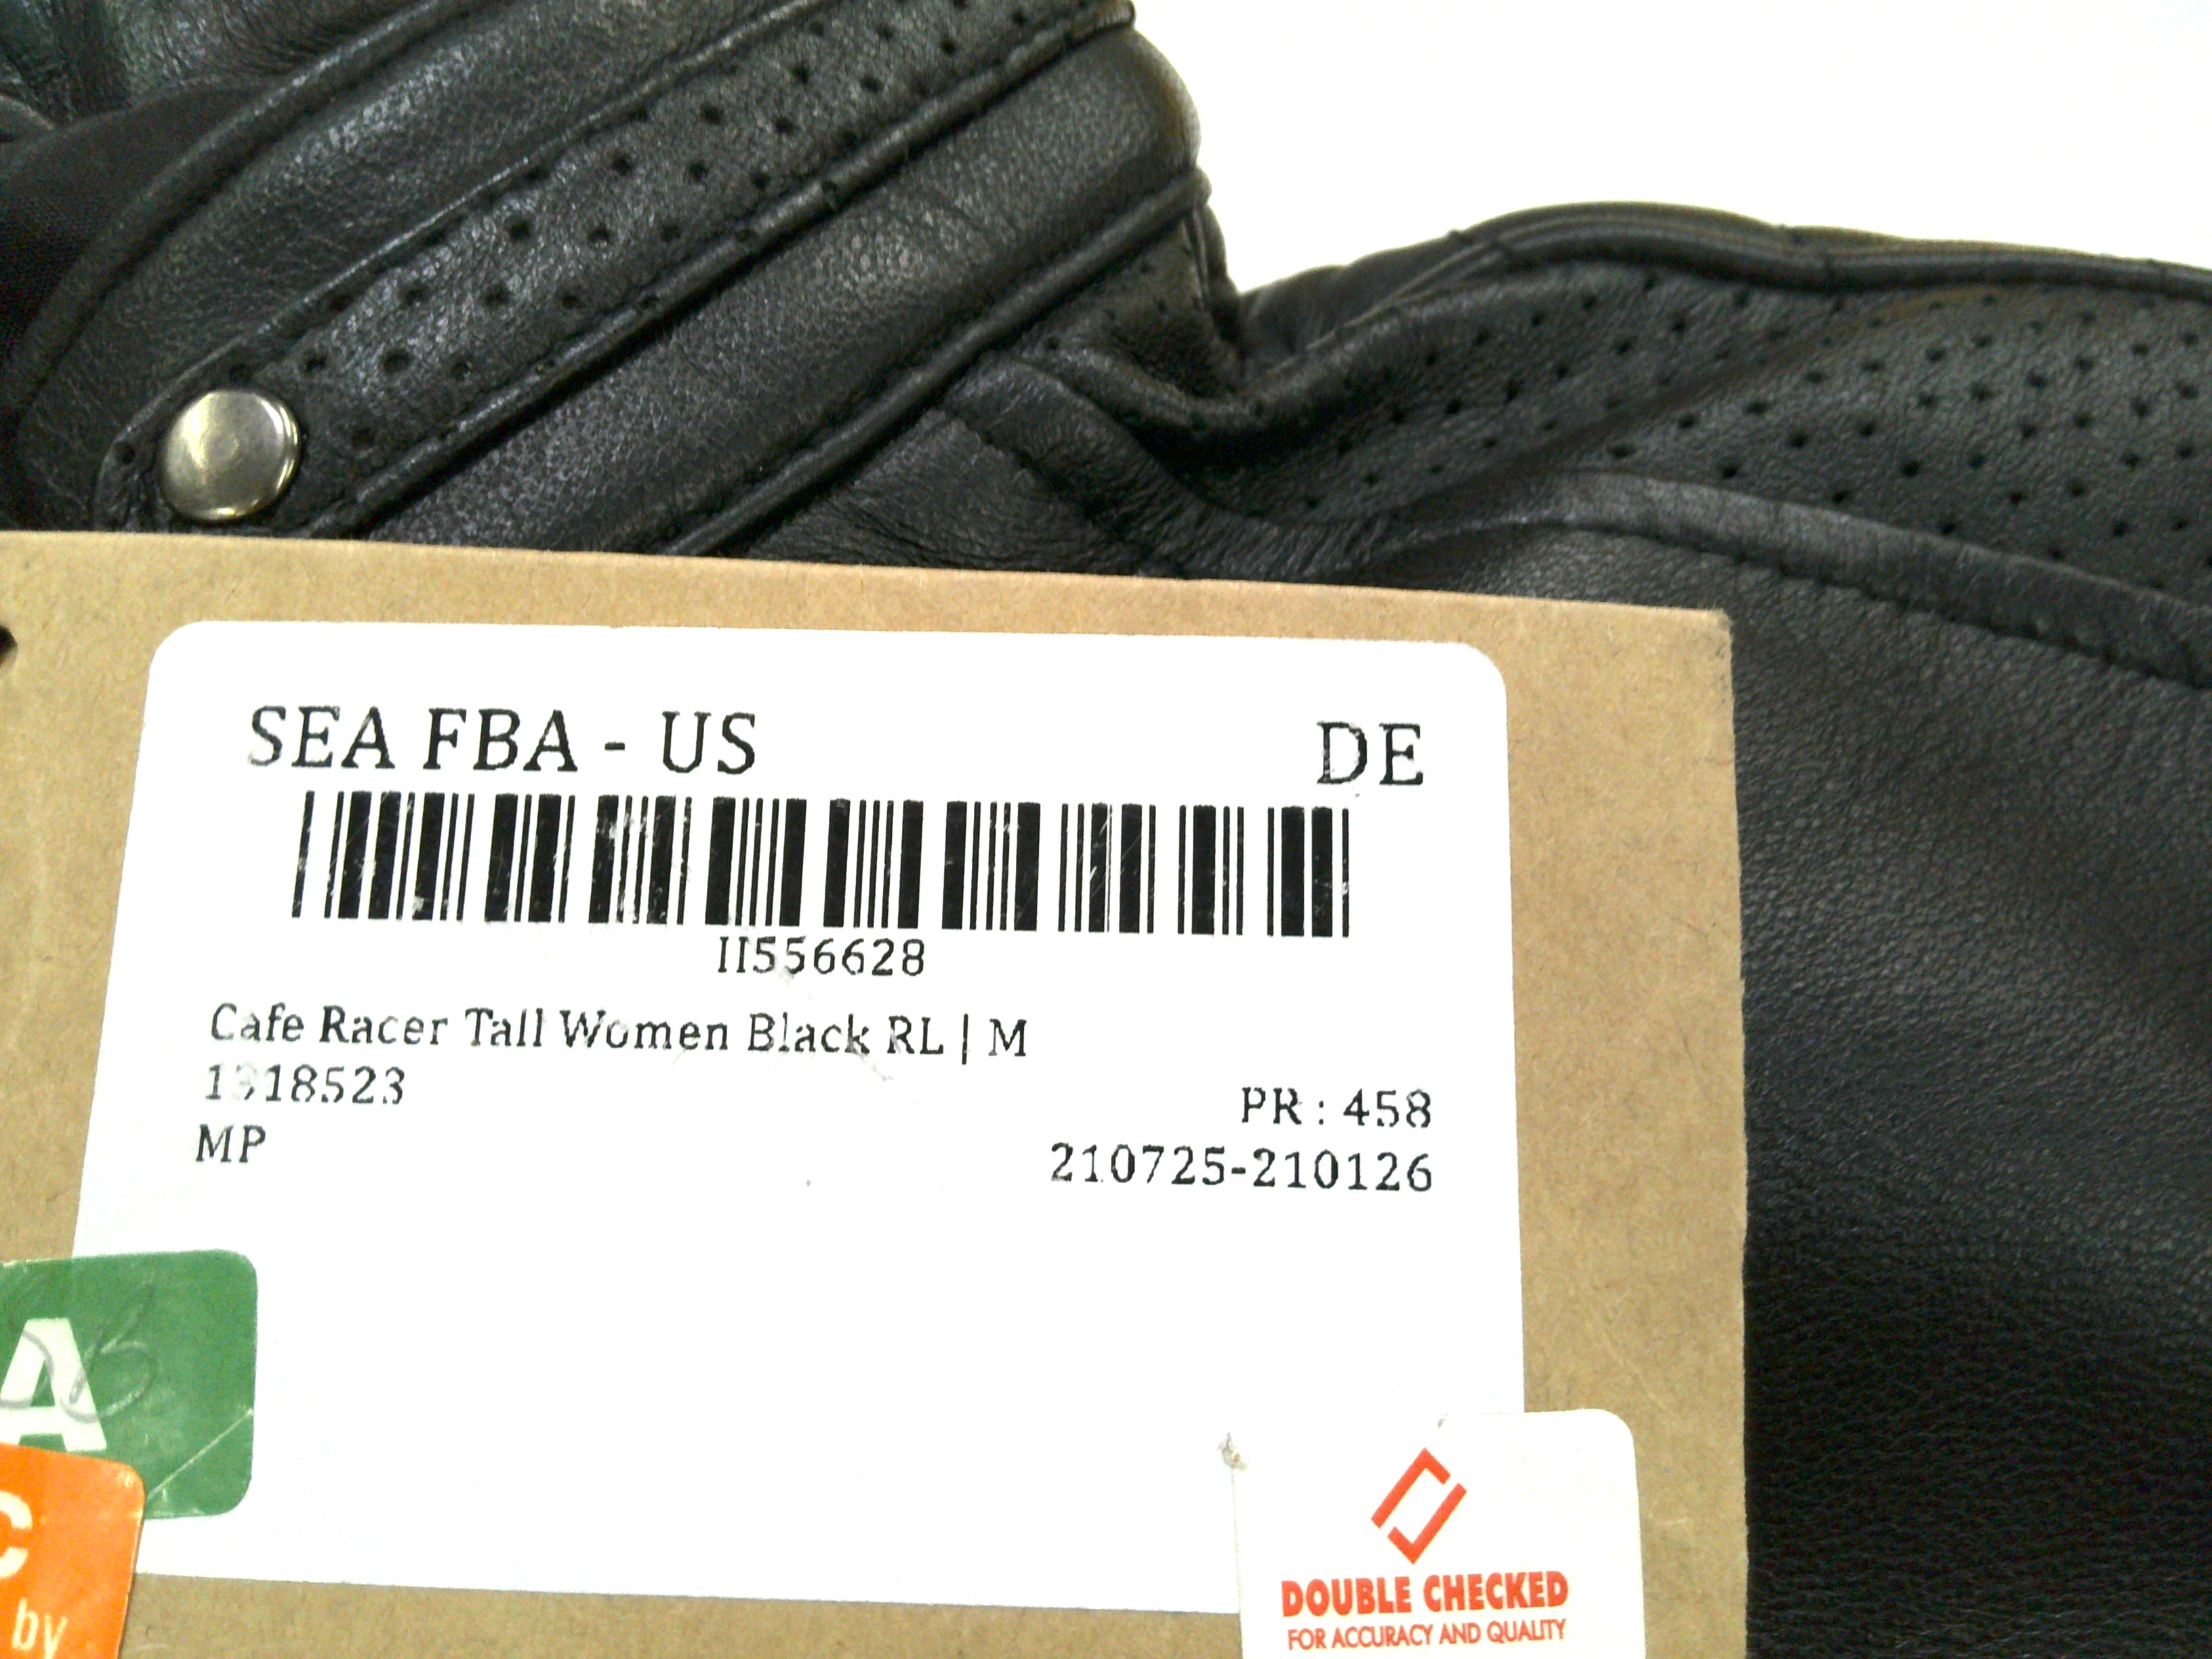 SEA FBA - US DE
II556628
Cafe Racer Tall Women Black RL | M
PR : 458
MP
210725-210126
A
C
by
DOUBLE CHECKED
FOR ACCURACY AND QUALITY